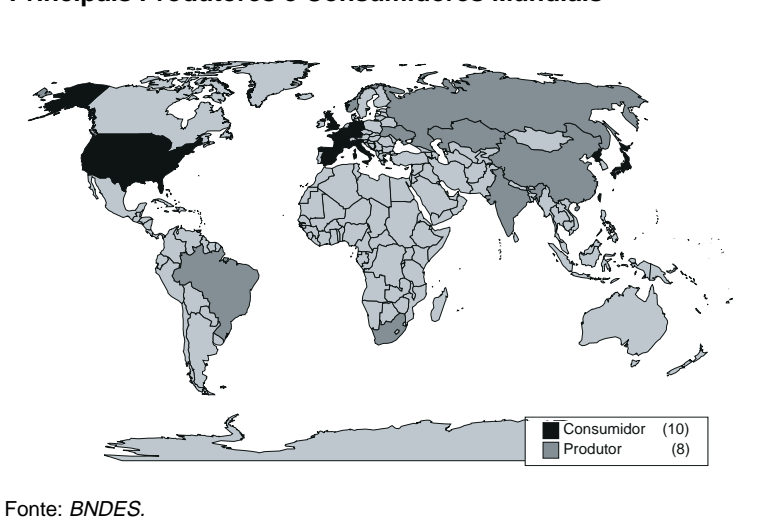 Principais Produtores e Consumidores Mundiais
Consumidor (10)
Produtor (8)
Fonte: BNDES.